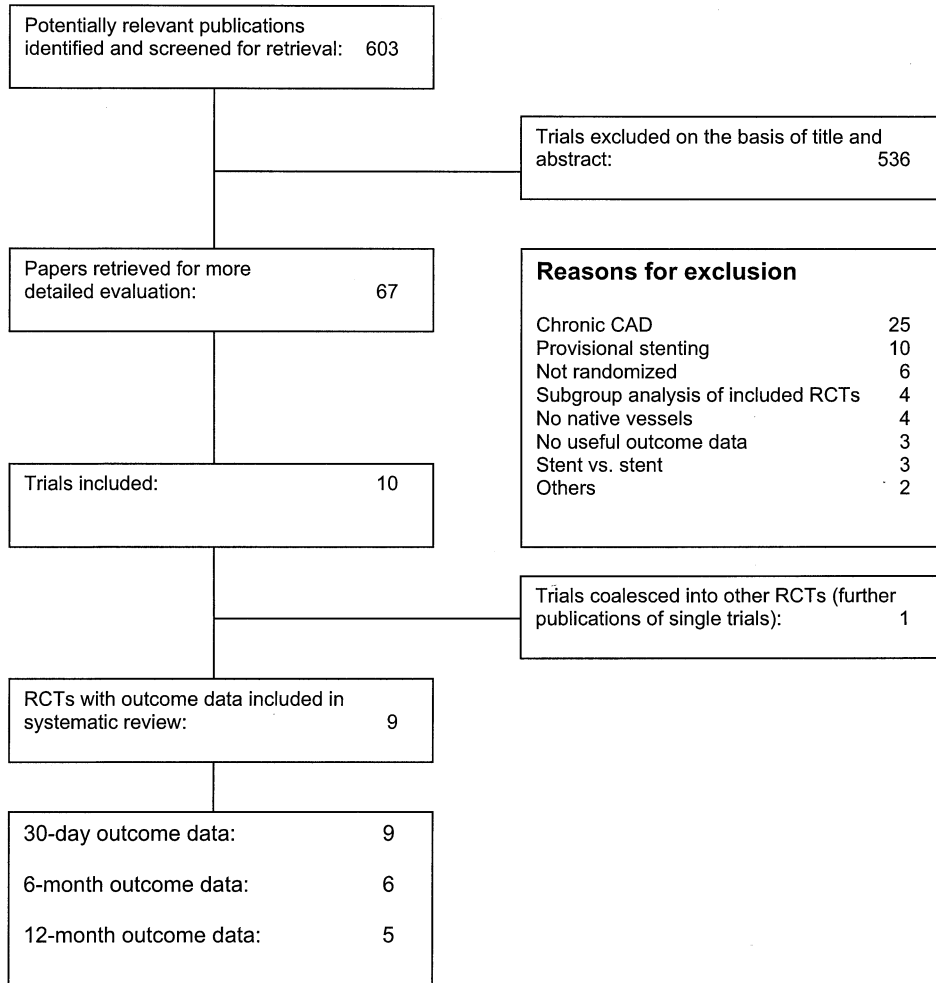 Potentially relevant publications
identified and screened for retrieval: 603
Trials excluded on the basis of title and
abstract: 536
Papers retrieved for more
detailed evaluation: 67
Reasons for exclusion
Chronic CAD 25
Provisional stenting 10
Not randomized 6
Subgroup analysis of included RCTs 4
No native vessels 4
No useful outcome data 3
Stent vs. stent 3
Others 2
Trials included: 10
Trials coalesced into other RCTs (further
publications of single trials): 1
RCTs with outcome data included in
systematic review: 9
30-day outcome data: 9
6-month outcome data: 6
12-month outcome data: 5